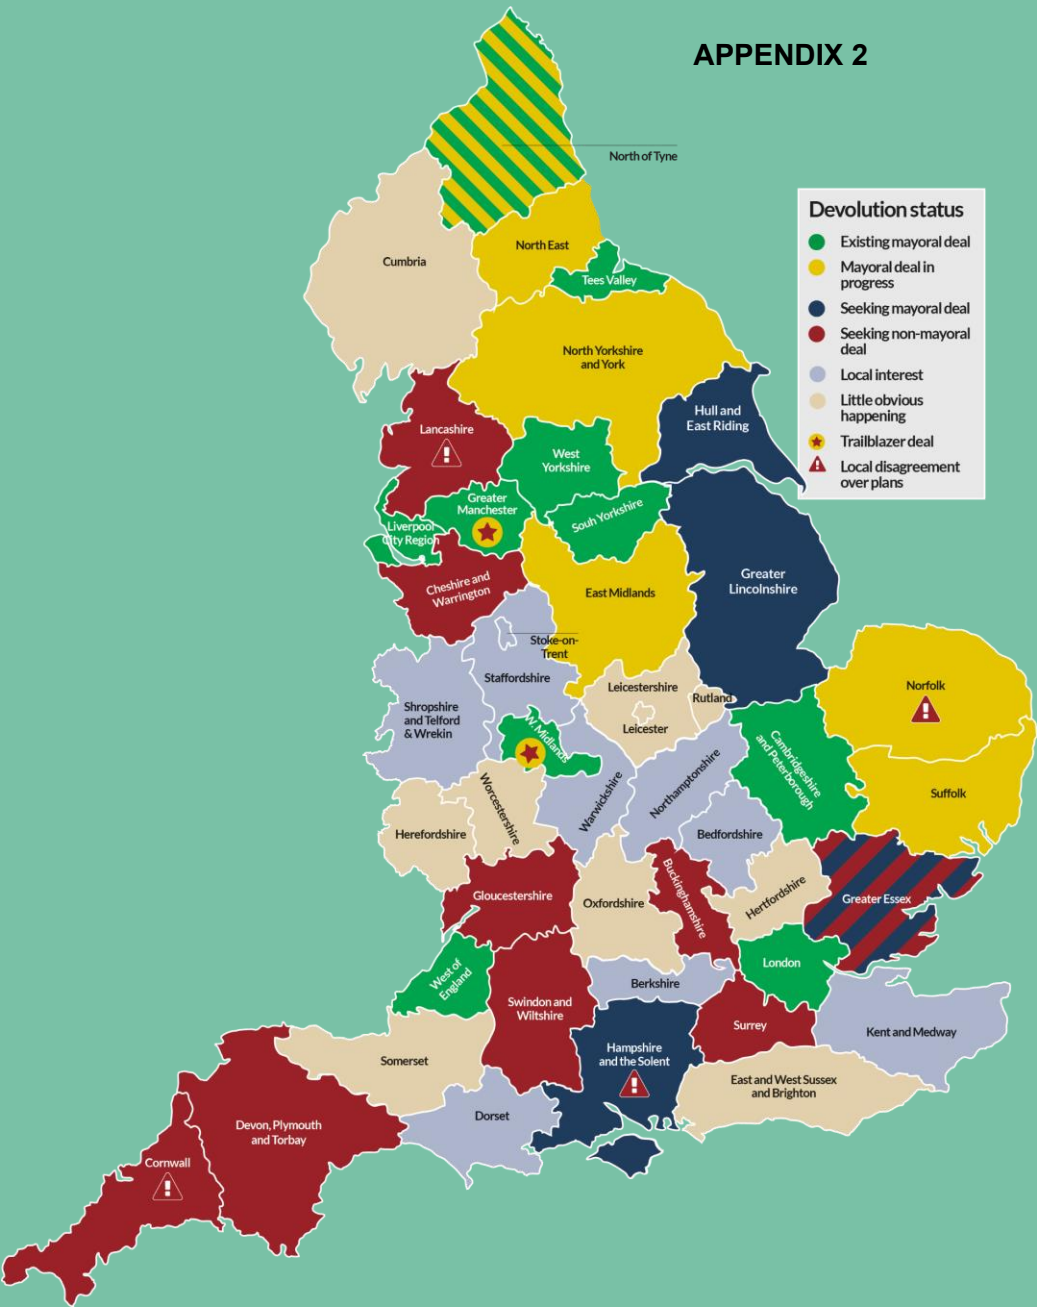 APPENDIX 2
North of Tyne
Devolution status
Existing mayoral deal
Mayoral deal in
progress
Seeking mayoral deal
Seeking non-mayoral
deal
Local interest
Little obvious
happening
Trailblazer deal
Local disagreement
over plans
North East
Cumbria
Tees Valley
North Yorkshire
and York
Hull and
East Riding
Lancashire
West
Yorkshire
Greater
Manchester
Souh Yorkshire
Liverpool
City Region
Cheshire and
Warrington
East Midlands
Greater
Lincolnshire
Stoke-on-
Trent
Staffordshire
Shropshire
and Telford
& Wrekin
Leicestershire
Rutland
Leicester
Norfolk
W. Midlands
Cambridgeshire
and Peterborough
Suffolk
Worcestershire
Warwickshire
Northamptonshire
Herefordshire
Bedfordshire
Gloucestershire
Oxfordshire
Buckinghamshire
Hertfordshire
Greater Essex
London
West of
England
Berkshire
Swindon and
Wiltshire
Surrey
Kent and Medway
Hampshire
and the Solent
Somerset
East and West Sussex
and Brighton
Dorset
Devon, Plymouth
and Torbay
Cornwall